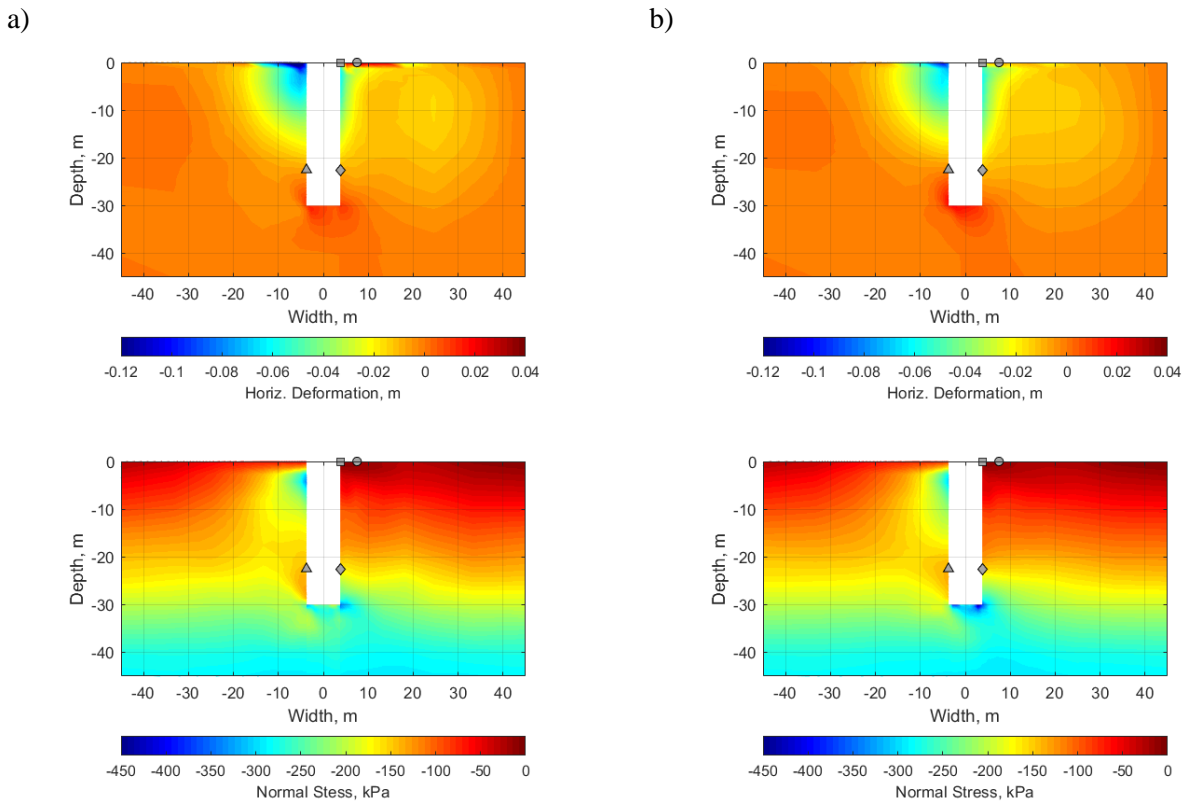 a) b)
0
-10
-20
-30
-40
Depth, m
-40 -30 -20 -10 0 10 20 30 40
Width, m
-0.12 -0.1 -0.08 -0.06 -0.04 -0.02 0 0.02 0.04
Horiz. Deformation, m
0
-10
-20
-30
-40
Depth, m
-40 -30 -20 -10 0 10 20 30 40
Width, m
-0.12 -0.1 -0.08 -0.06 -0.04 -0.02 0 0.02 0.04
Horiz. Deformation, m
0
-10
-20
-30
-40
Depth, m
-40 -30 -20 -10 0 10 20 30 40
Width, m
-450 -400 -350 -300 -250 -200 -150 -100 -50 0
Normal Stess, kPa
0
-10
-20
-30
-40
Depth, m
-40 -30 -20 -10 0 10 20 30 40
Width, m
-450 -400 -350 -300 -250 -200 -150 -100 -50 0
Normal Stress, kPa